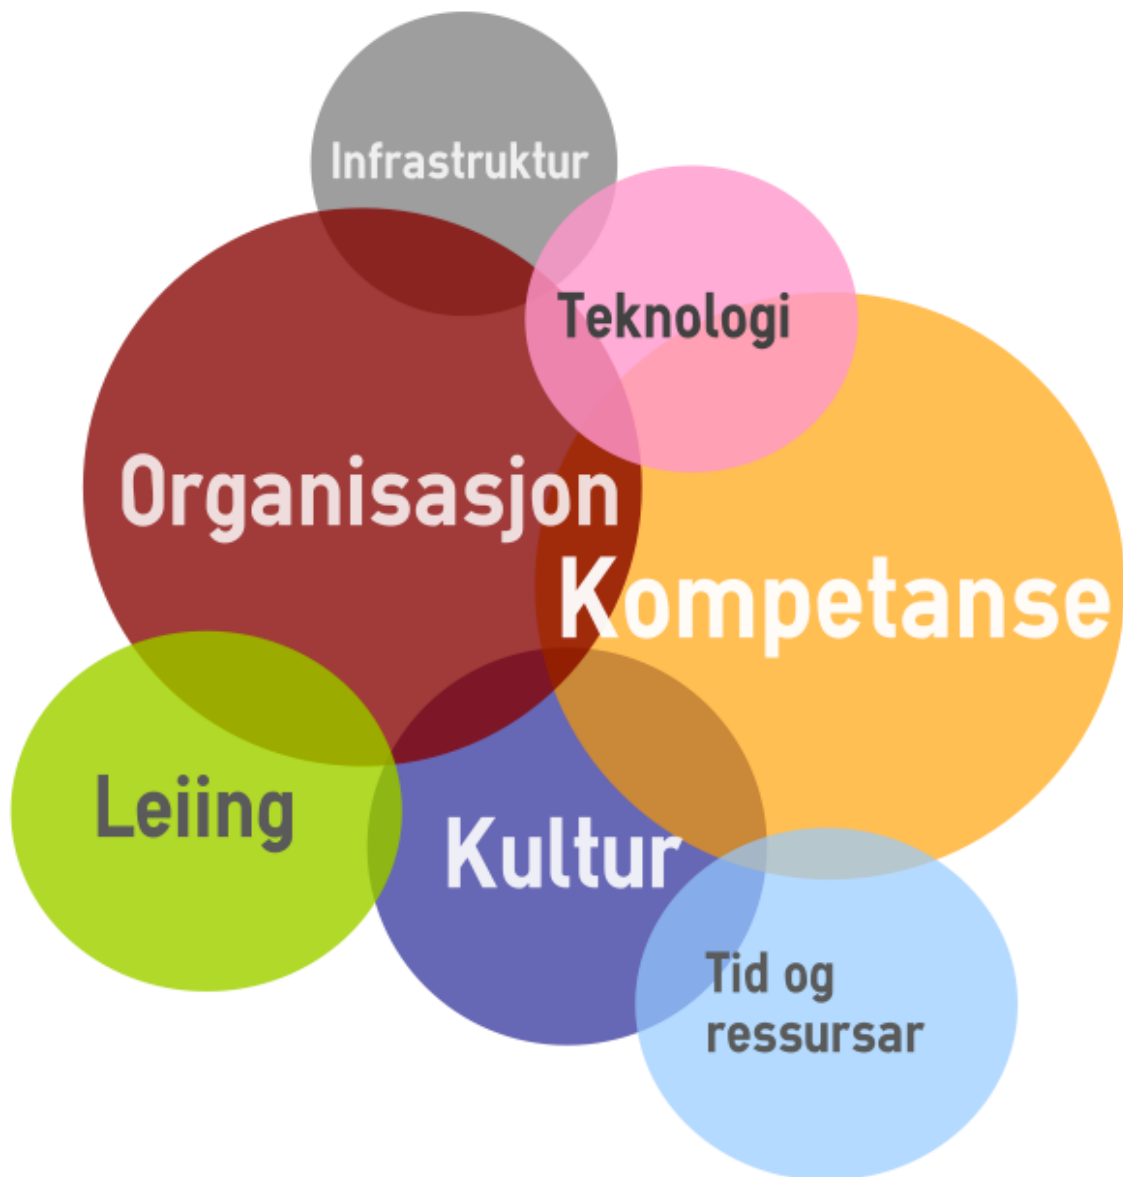 Infrastruktur
Teknologi
Organisasjon
Kompetanse
Leiing
Kultur
Tid og
ressursar